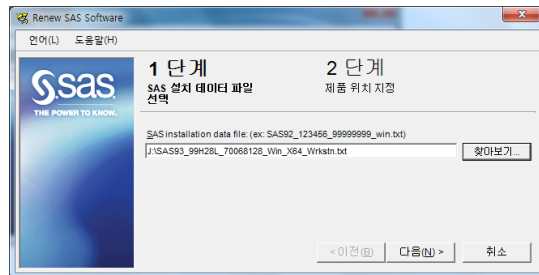 Renew SAS Software
언어(L) 도움말(H)
1 단계
SAS 설치 데이터 파일
선택
2 단계
제품 위치 지정
sas
THE POWER TO KNOW.
SAS installation data file: (ex: SAS92_123456_99999999_win.txt)
J:\SAS93_99H28L_70068128_Win_X64_Wrkstn.txt
찾아보기...
<이전(B) 다음(N) > 취소